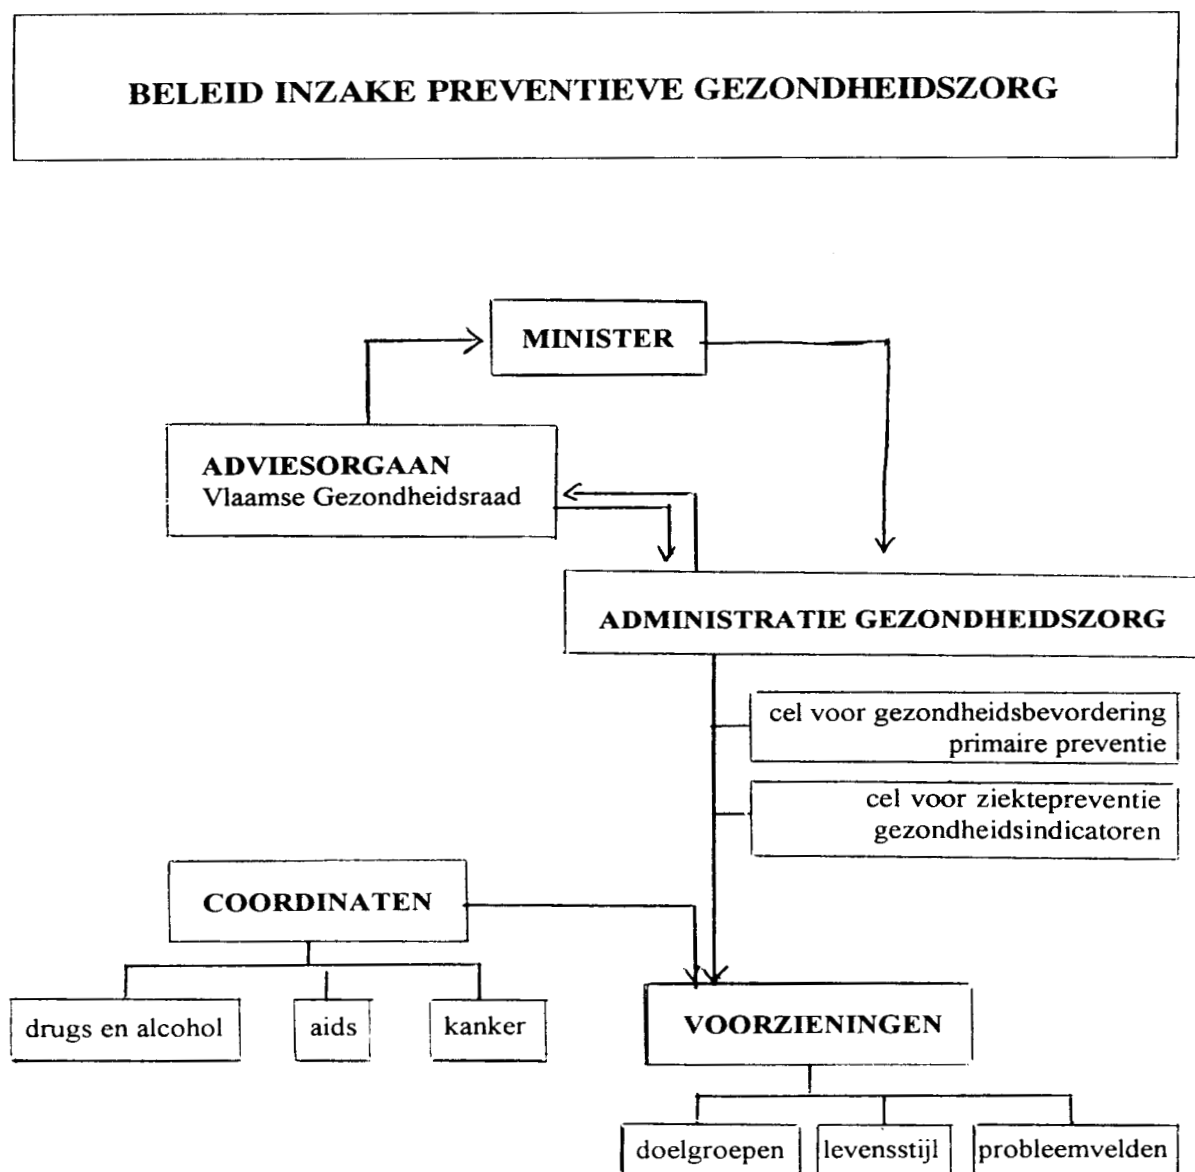 BELEID INZAKE PREVENTIEVE GEZONDHEIDSZORG
MINISTER
ADVIESORGAAN
Vlaamse Gezondheidsraad
ADMINISTRATIE GEZONDHEIDSZORG
cel voor gezondheidsbevordering
primaire preventie
cel voor ziektepreventie
gezondheidsindicatoren
COORDINATEN
drugs en alcohol
aids
kanker
VOORZIENINGEN
doelgroepen
levensstijl
probleemvelden